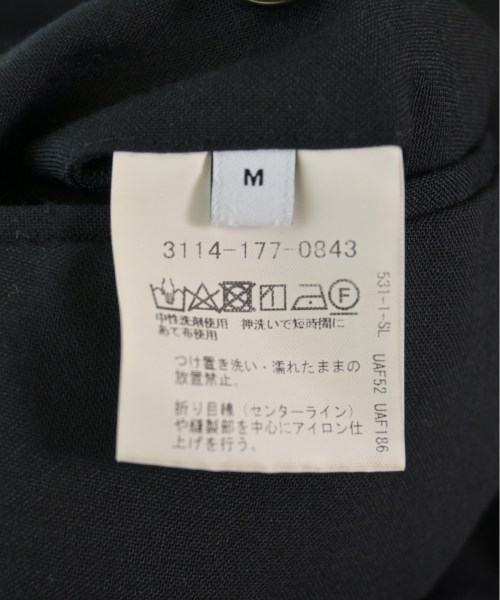 M
3114-177-0843
F
中性洗剤使用 押洗いで短時間に
あて布使用
つけ置き洗い・濡れたままの
放置禁止。
折り目線（センターライン）
や縫製部を中心にアイロン仕
上げを行う。
531-1-SL UAF52 UAF186